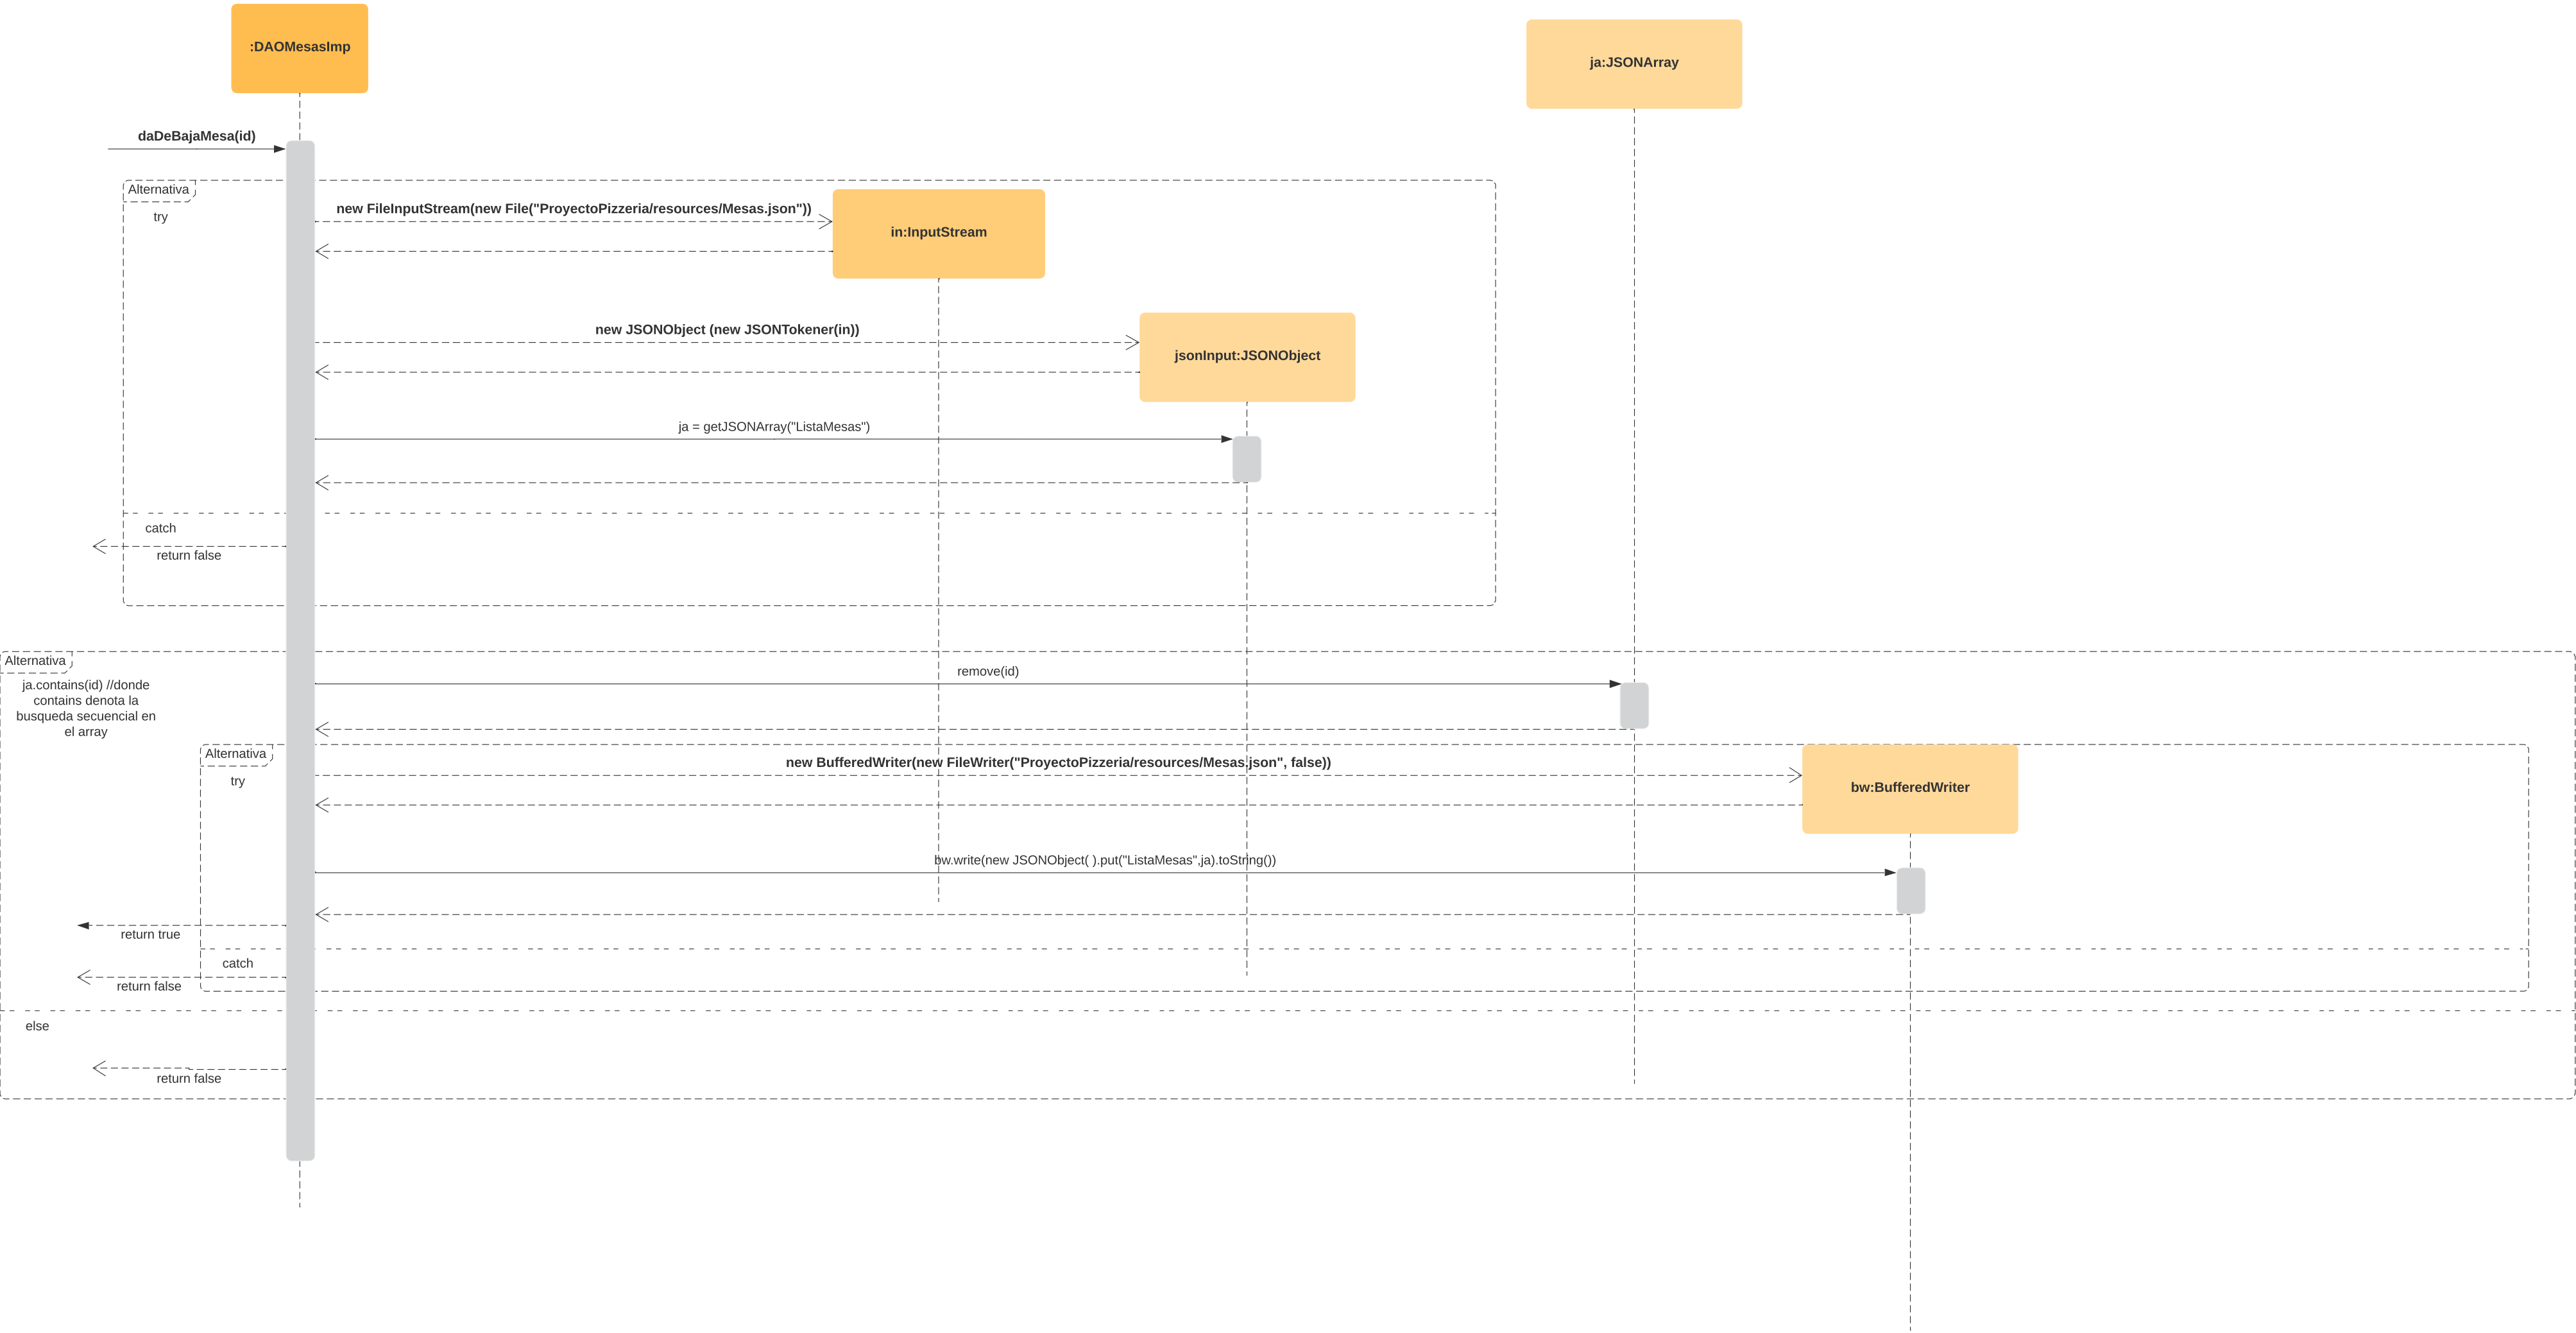 :DAOMesasImp
ja:JSONArray
daDeBajaMesa(id)
Alternativa
try
new FileInputStream(new File("ProyectoPizzeria/resources/Mesas.json"))
in:InputStream
new JSONObject (new JSONTokener(in))
jsonInput:JSONObject
ja = getJSONArray("ListaMesas")
catch
return false
Alternativa
remove(id)
ja.contains(id) //donde
contains denota la
busqueda secuencial en
el array
Alternativa
try
new BufferedWriter(new FileWriter("ProyectoPizzeria/resources/Mesas.json", false))
bw:BufferedWriter
bw.write(new JSONObject( ).put("ListaMesas",ja).toString())
return true
catch
return false
else
return false